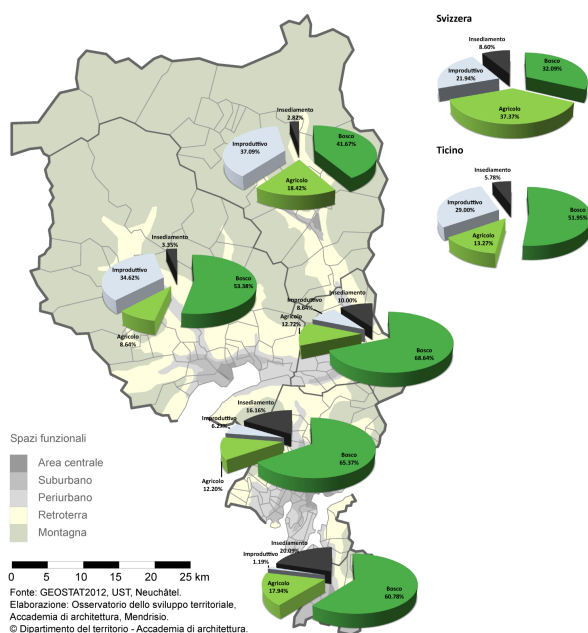 Svizzera
Insediamento
8.60%
Bosco
32.09%
Improduttivo
21.94%
Agricolo
37.37%
Ticino
Insediamento
5.78%
Improduttivo
29.00%
Bosco
51.95%
Agricolo
13.27%
Insediamento
2.82%
Improduttivo
37.09%
Bosco
41.67%
Agricolo
18.42%
Insediamento
3.35%
Improduttivo
34.62%
Bosco
53.38%
Agricolo
8.64%
Insediamento
10.00%
Improduttivo
8.64%
Agricolo
12.72%
Bosco
68.64%
Insediamento
16.16%
Improduttivo
6.27%
Bosco
65.37%
Agricolo
12.20%
Insediamento
20.09%
Improduttivo
1.19%
Agricolo
17.94%
Bosco
60.78%
Spazi funzionali
Area centrale
Suburbano
Periurbano
Retroterra
Montagna
0 5 10 15 20 25 km
Fonte: GEOSTAT2012, UST, Neuchâtel.
Elaborazione: Osservatorio dello sviluppo territoriale,
Accademia di architettura, Mendrisio.
© Dipartimento del territorio - Accademia di architettura.